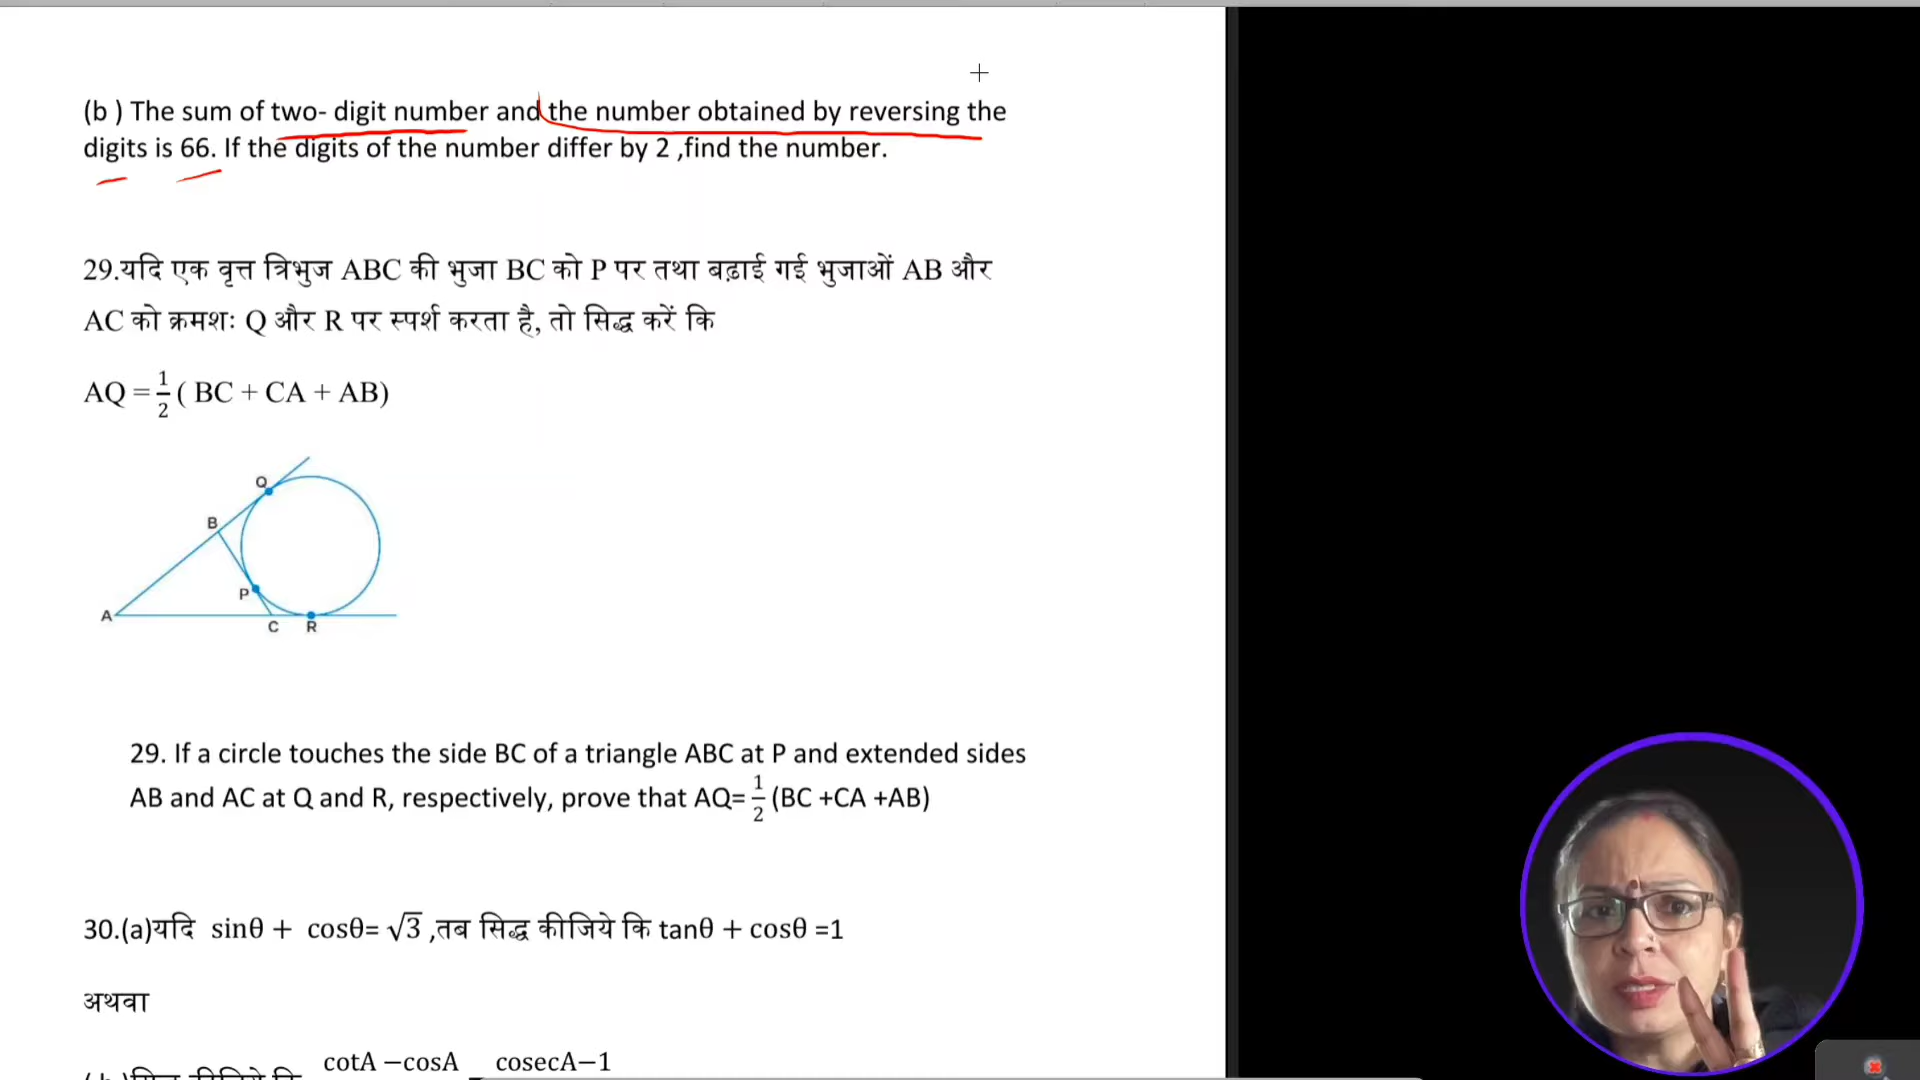 (b ) The sum of two- digit number and the number obtained by reversing the
digits is 66. If the digits of the number differer by 2 ,find the number.
29.यदि एक वृत्त त्रिभुज ABC की भुजा BC को P पर तथा बढ़ाई गई भुजाओं AB और
AC को क्रमशः Q और R पर स्पर्श करता है, तो सिद्ध करें कि
AQ = 1/2 ( BC + CA + AB)
Q
B
P
A
C R
29. If a circle touches the side BC of a triangle ABC at P and extended sides
AB and AC at Q and R, respectively, prove that AQ= 1/2 (BC +CA +AB)
30.(a)यदि sinθ + cosθ= √3 ,तब सिद्ध कीजिये कि tanθ + cosθ =1
अथवा
cotA −cosA cosecA−1